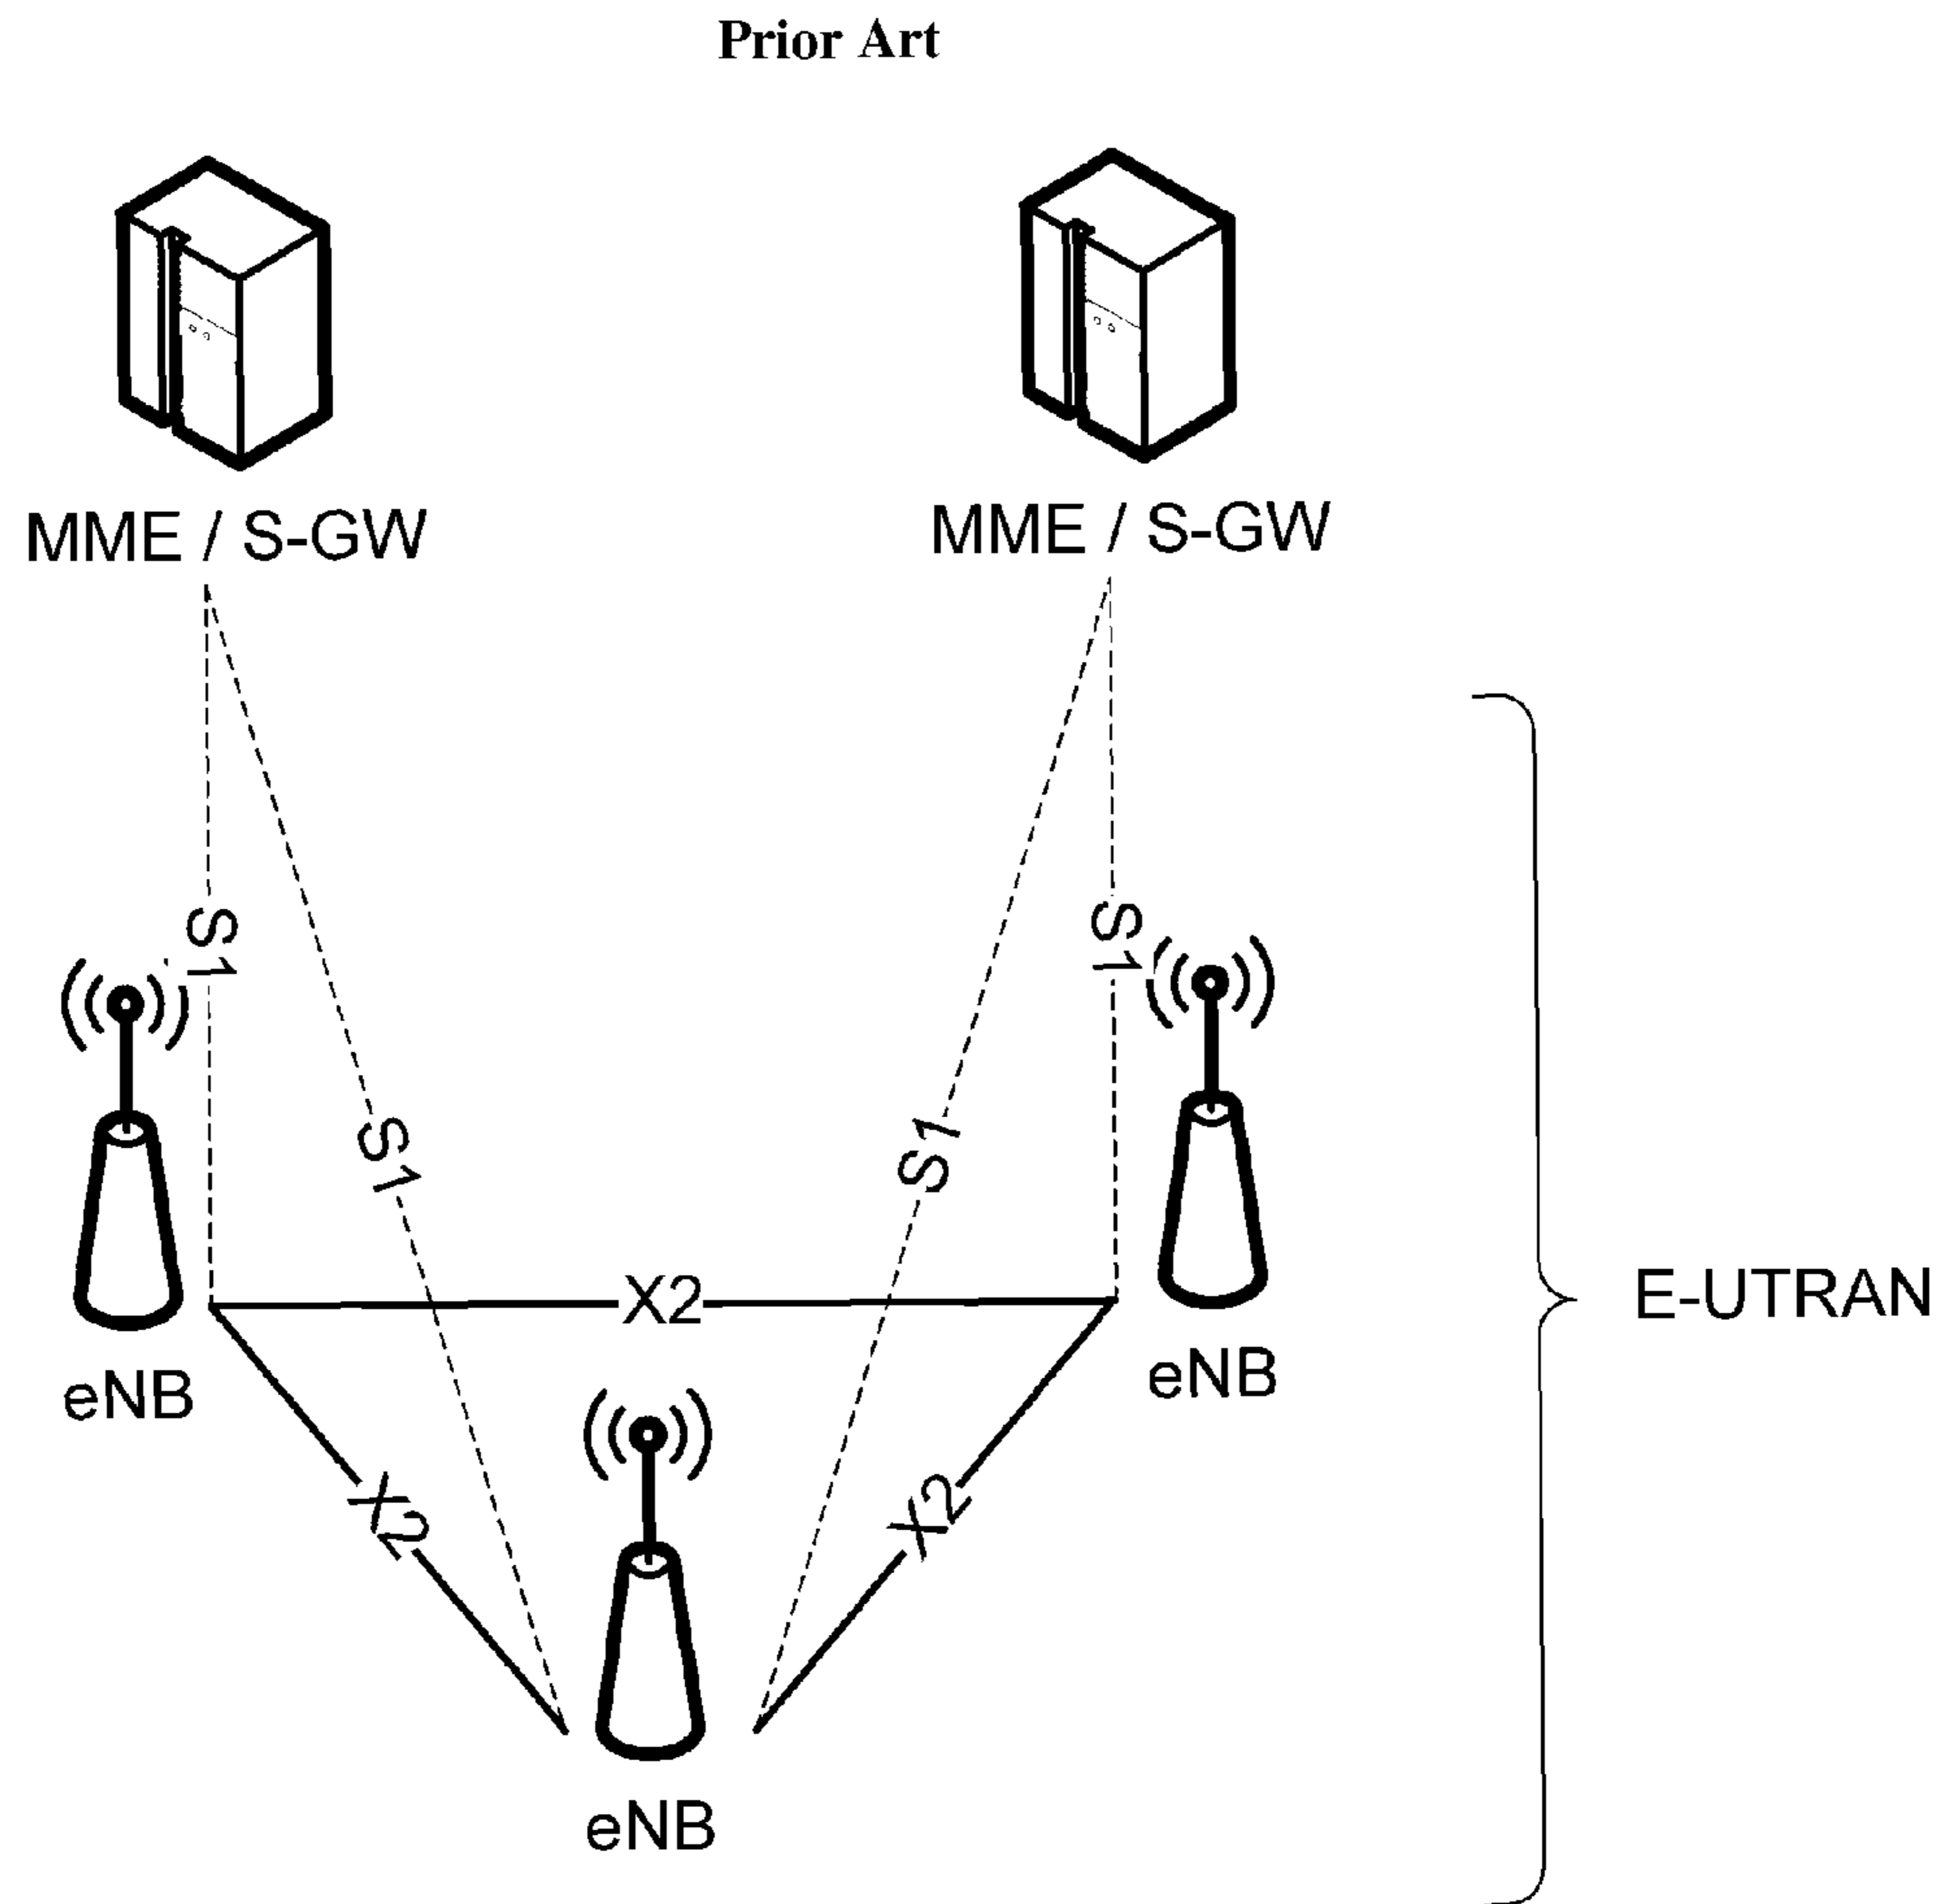 Prior Art
MME / S-GW
MME / S-GW
S1
S1
S1
S1
X2
E-UTRAN
eNB
eNB
X2
X2
eNB